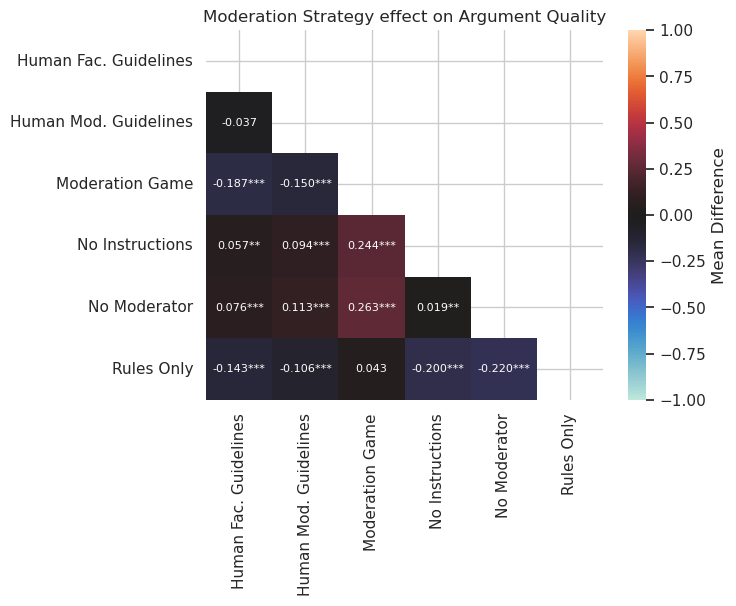 Moderation Strategy effect on Argument Quality
Human Fac. Guidelines
Human Mod. Guidelines -0.037
Moderation Game -0.187*** -0.150***
No Instructions 0.057** 0.094*** 0.244***
No Moderator 0.076*** 0.113*** 0.263*** 0.019**
Rules Only -0.143*** -0.106*** 0.043 -0.200*** -0.220***
Human Fac. Guidelines
Human Mod. Guidelines
Moderation Game
No Instructions
No Moderator
Rules Only
1.00
0.75
0.50
0.25
0.00
−0.25
−0.50
−0.75
−1.00
Mean Difference